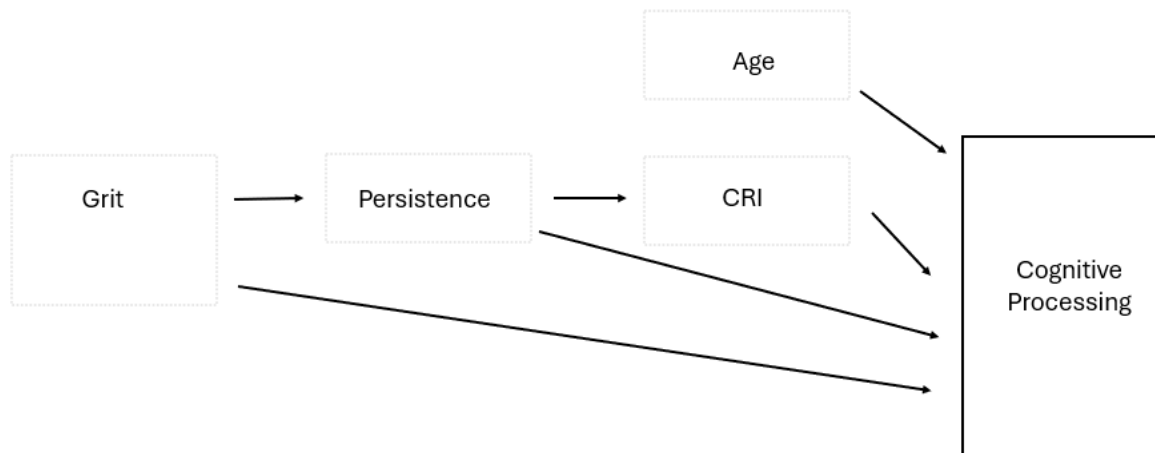 Age
Grit
Persistence
CRI
Cognitive
Processing